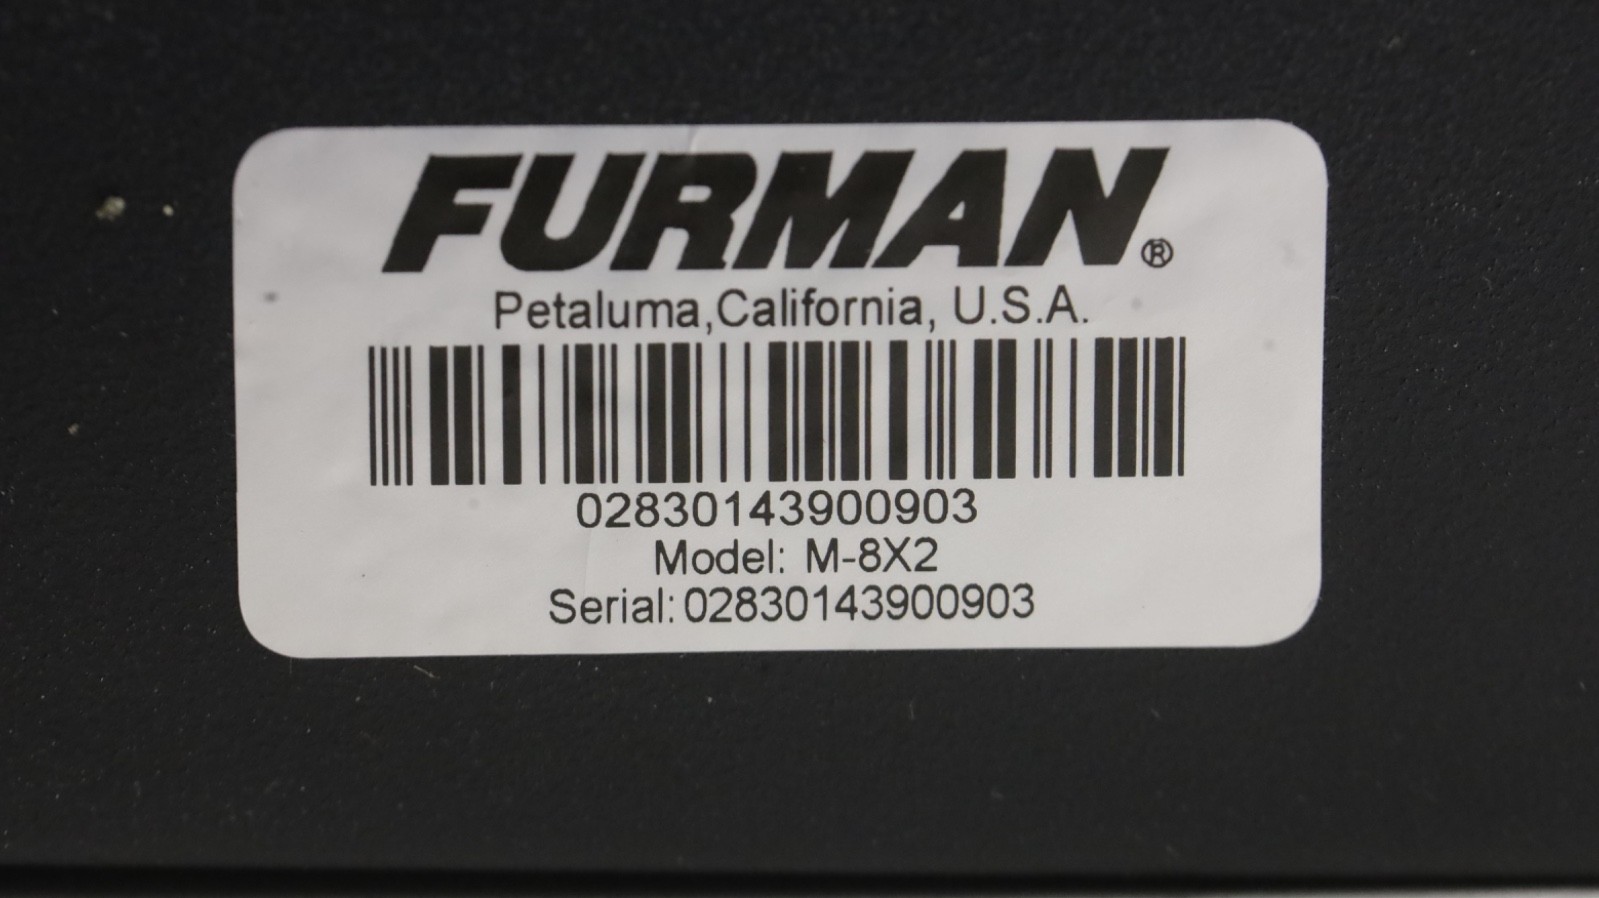 FURMAN®
Petaluma,California, U.S.A.
02830143900903
Model: M-8X2
Serial:02830143900903